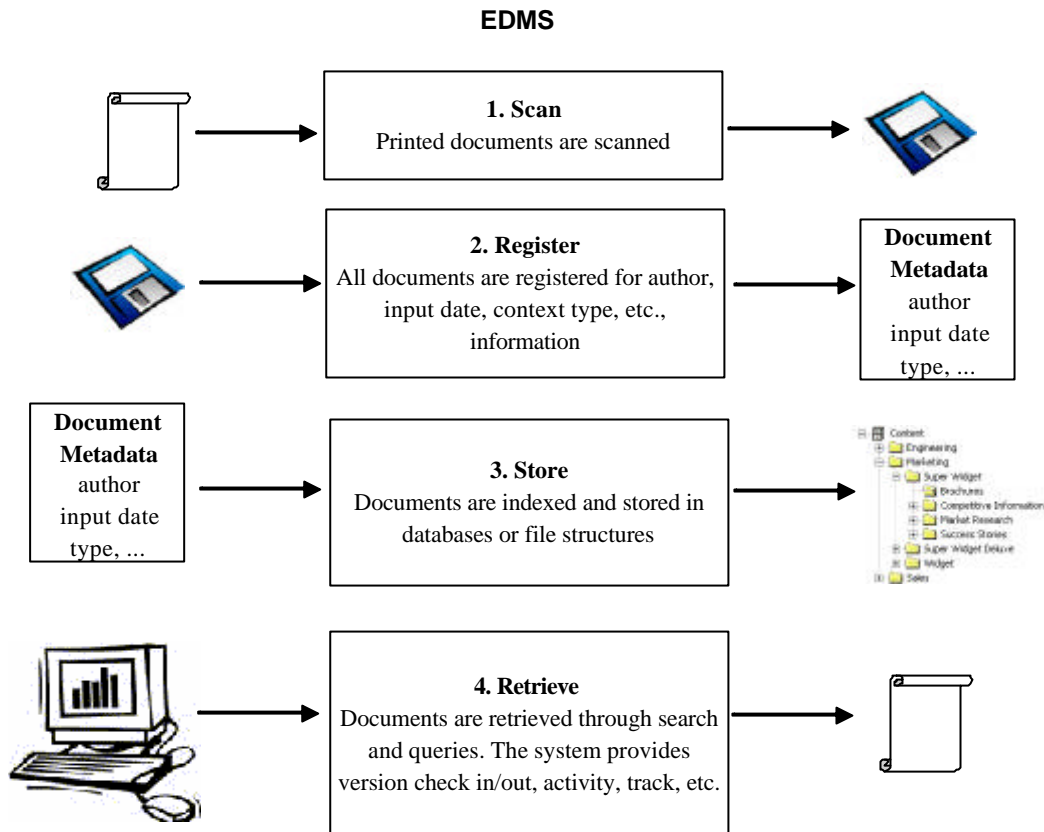 EDMS
1. Scan
Printed documents are scanned
2. Register
All documents are registered for author,
input date, context type, etc.,
information
Document
Metadata
author
input date
type, ...
Document
Metadata
author
input date
type, ...
3. Store
Documents are indexed and stored in
databases or file structures
Content
Engineering
Marketing
Super Widget
Brochures
Competitive Information
Market Research
Success Stories
Super Widget Deluxe
Widget
Sales
4. Retrieve
Documents are retrieved through search
and queries. The system provides
version check in/out, activity, track, etc.